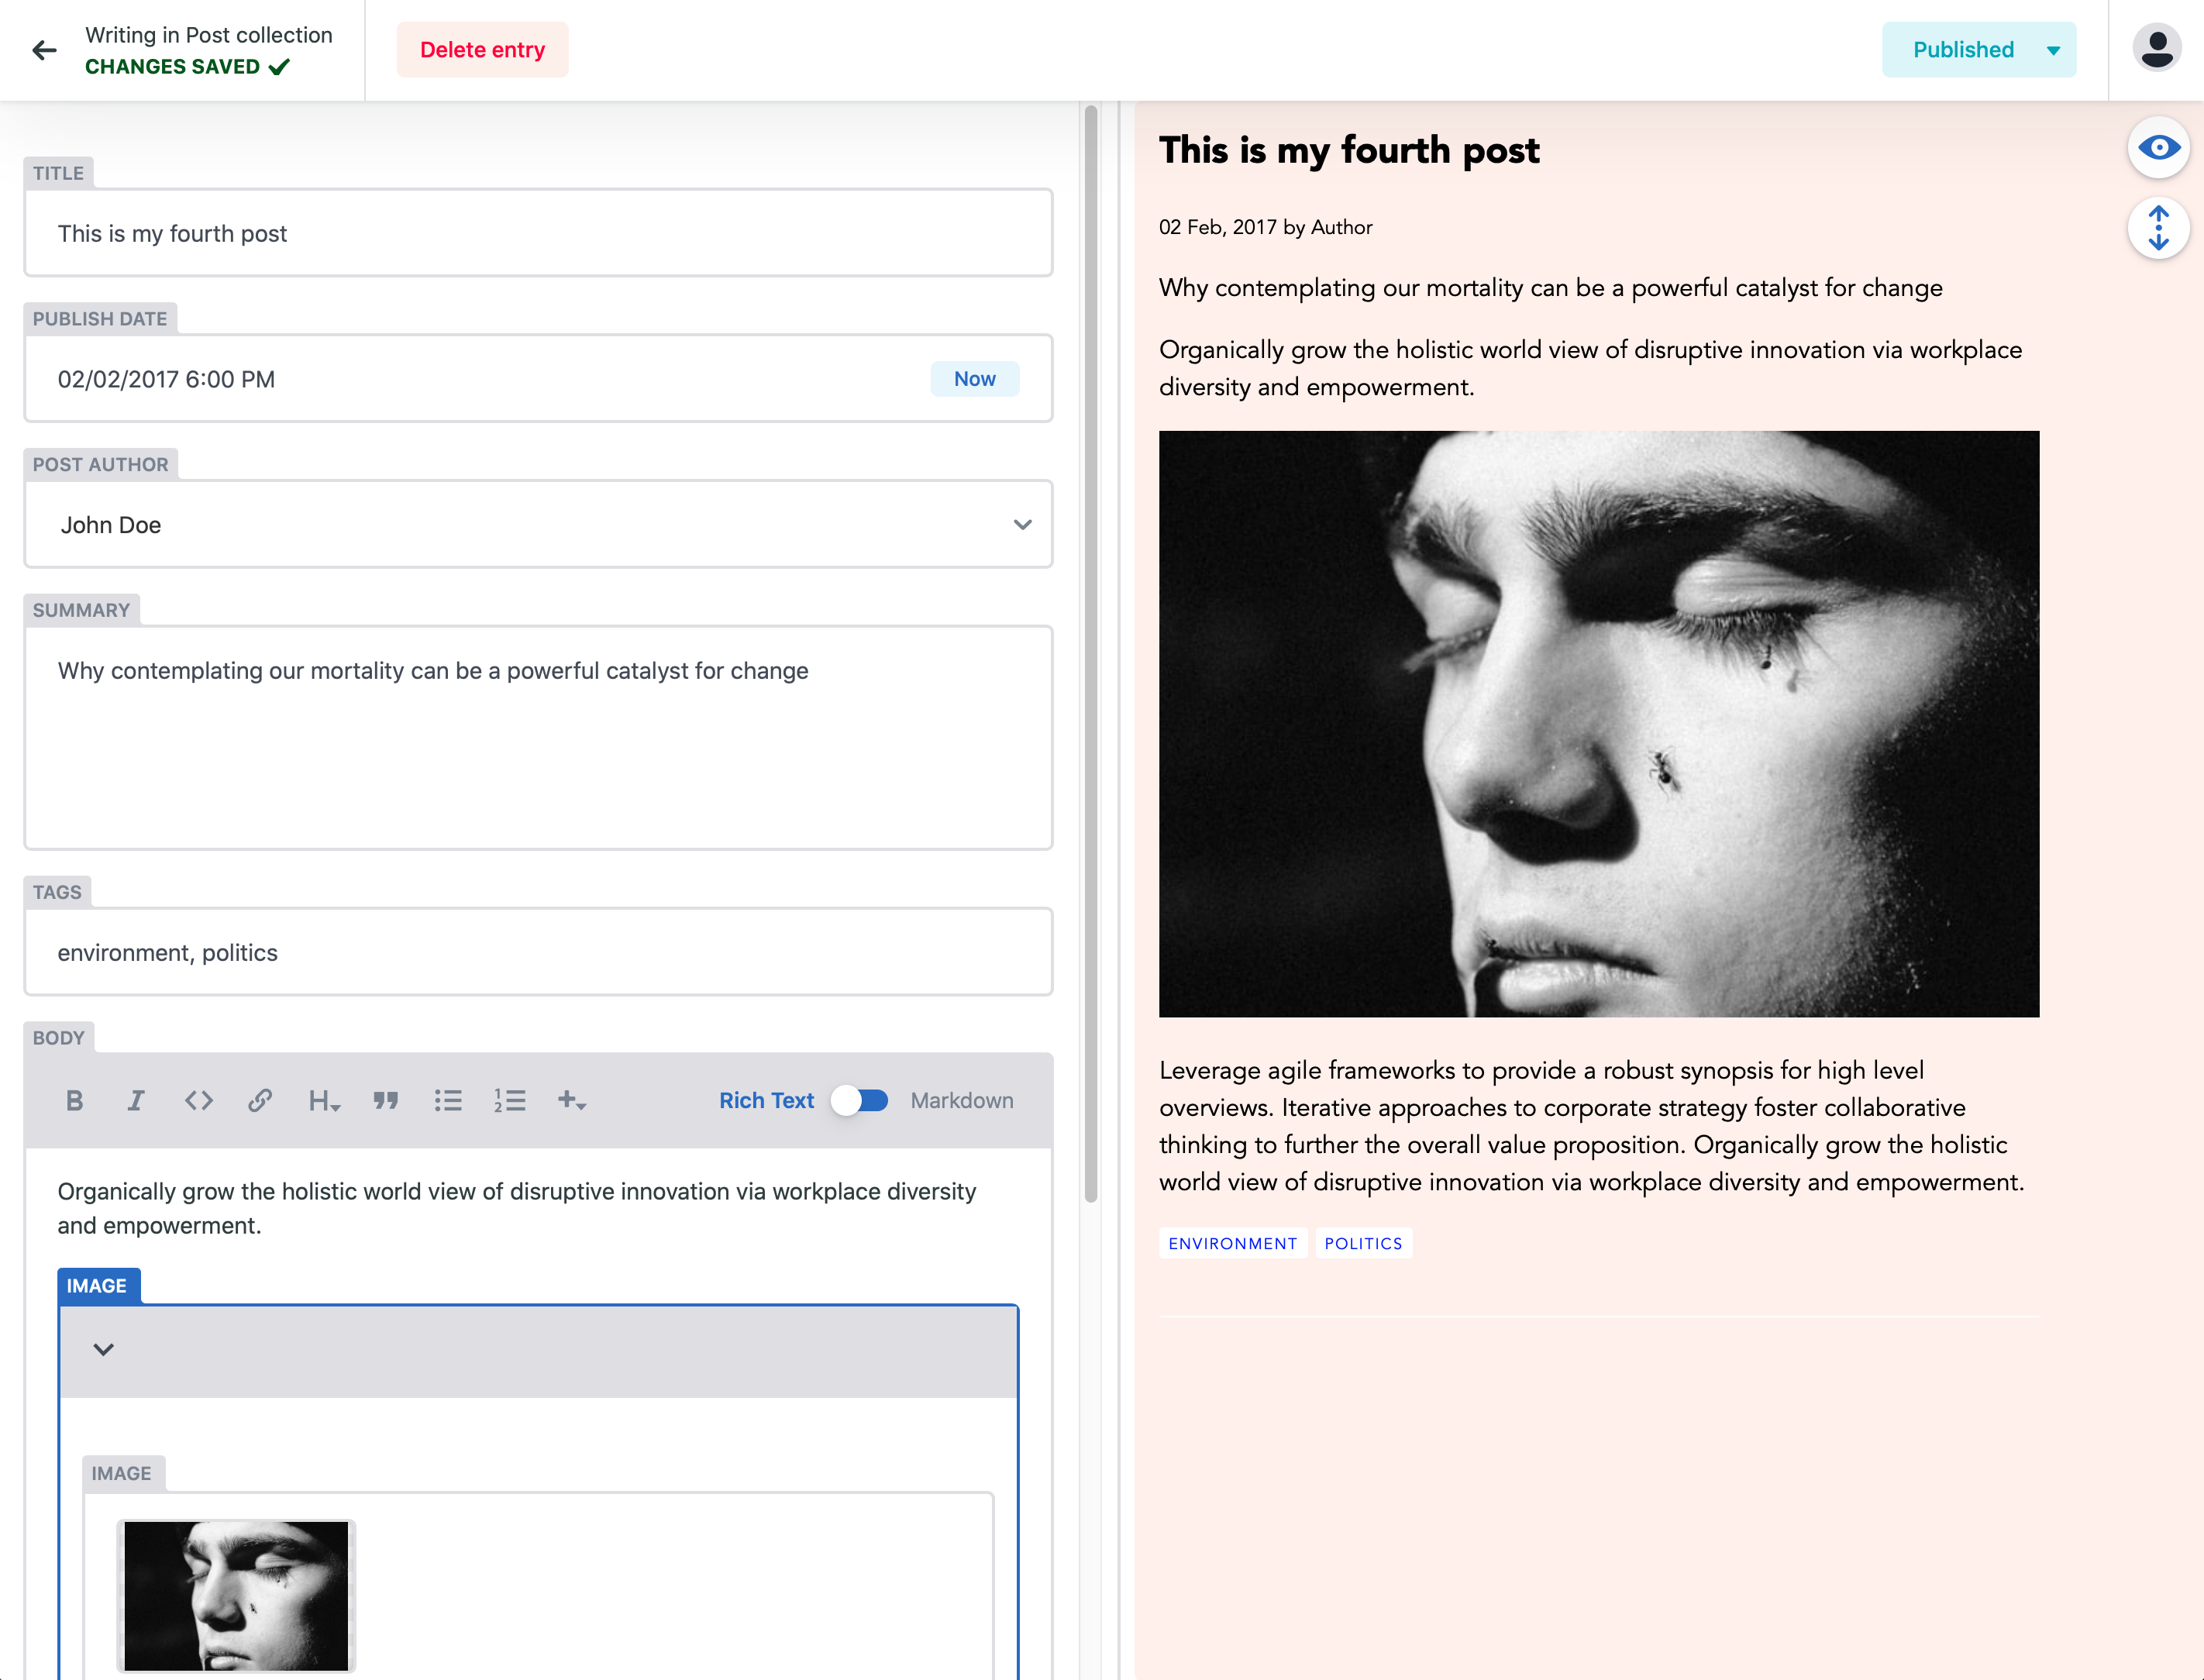 Writing in Post collection
CHANGES SAVED
Delete entry
Published
TITLE
This is my fourth post
PUBLISH DATE
02/02/2017 6:00 PM
Now
POST AUTHOR
John Doe
SUMMARY
Why contemplating our mortality can be a powerful catalyst for change
TAGS
environment, politics
BODY
B I <> H Rich Text Markdown
Organically grow the holistic world view of disruptive innovation via workplace diversity
and empowerment.
IMAGE
IMAGE
This is my fourth post
02 Feb, 2017 by Author
Why contemplating our mortality can be a powerful catalyst for change
Organically grow the holistic world view of disruptive innovation via workplace
diversity and empowerment.
Leverage agile frameworks to provide a robust synopsis for high level
overviews. Iterative approaches to corporate strategy foster collaborative
thinking to further the overall value proposition. Organically grow the holistic
world view of disruptive innovation via workplace diversity and empowerment.
ENVIRONMENT POLITICS